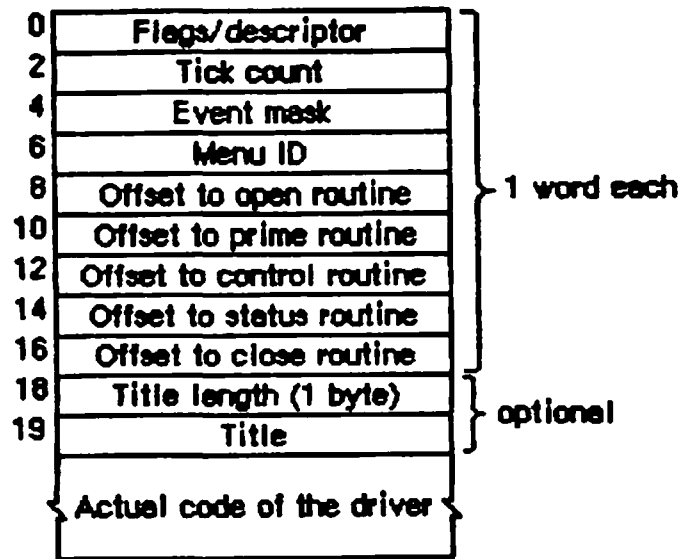 0 Flags/descriptor
2 Tick count
4 Event mask
6 Menu ID
8 Offset to open routine
1 word each
10 Offset to prime routine
12 Offset to control routine
14 Offset to status routine
16 Offset to close routine
18 Title length (1 byte)
optional
19 Title
Actual code of the driver